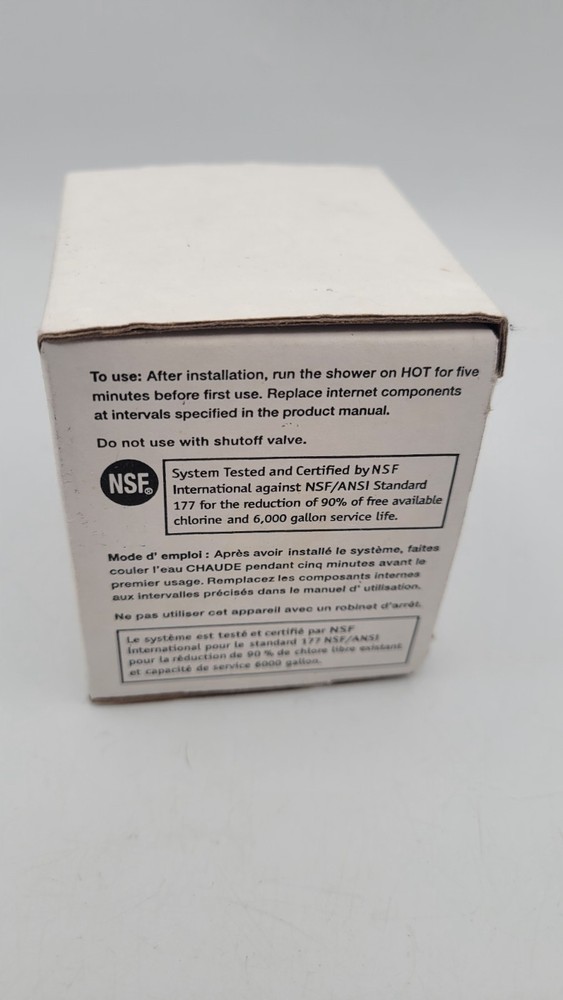 To use: After installation, run the shower on HOT for five
minutes before first use. Replace internet components
at intervals specified in the product manual.
Do not use with shutoff valve.
NSF®
System Tested and Certified by NSF
International against NSF/ANSI Standard
177 for the reduction of 90% of free available
chlorine and 6,000 gallon service life.
Mode d' emploi : Après avoir installé le système, faites
couler l'eau CHAUDE pendant cinq minutes avant le
premier usage. Remplacez les composants internes
aux intervalles précisés dans le manuel d' utilisation.
Ne pas utiliser cet appareil avec un robinet d'arrêt.
Le système est testé et certifié par NSF
International pour le standard 177 NSF/ANSI
pour la réduction de 90 % de chlore libre existant
et capacité de service 6000 gallon.